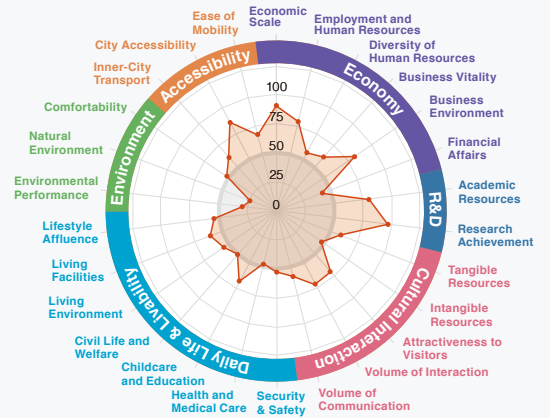 Economic
Scale
Employment and
Human Resources
Diversity of
Human Resources
Business Vitality
Business
Environment
Financial
Affairs
Academic
Resources
Research
Achievement
Tangible
Resources
Intangible
Resources
Attractiveness to
Visitors
Volume of Interaction
Volume of
Communication
Security
& Safety
Health and
Medical Care
Childcare
and Education
Civil Life and
Welfare
Living
Environment
Living
Facilities
Lifestyle
Affluence
Environmental
Performance
Natural
Environment
Comfortability
Inner-City
Transport
City Accessibility
Ease of
Mobility
Economy
R&D
Cultural Interaction
Daily Life & Livability
Environment
Accessibility
100
75
50
25
0